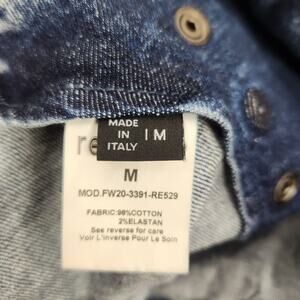 MADE
IN
ITALY
M
re
M
MOD.FW20-3391-RE529
FABRIC:98%COTTON
2%ELASTAN
See reverse for care
Voir L'inverse Pour Le Soin